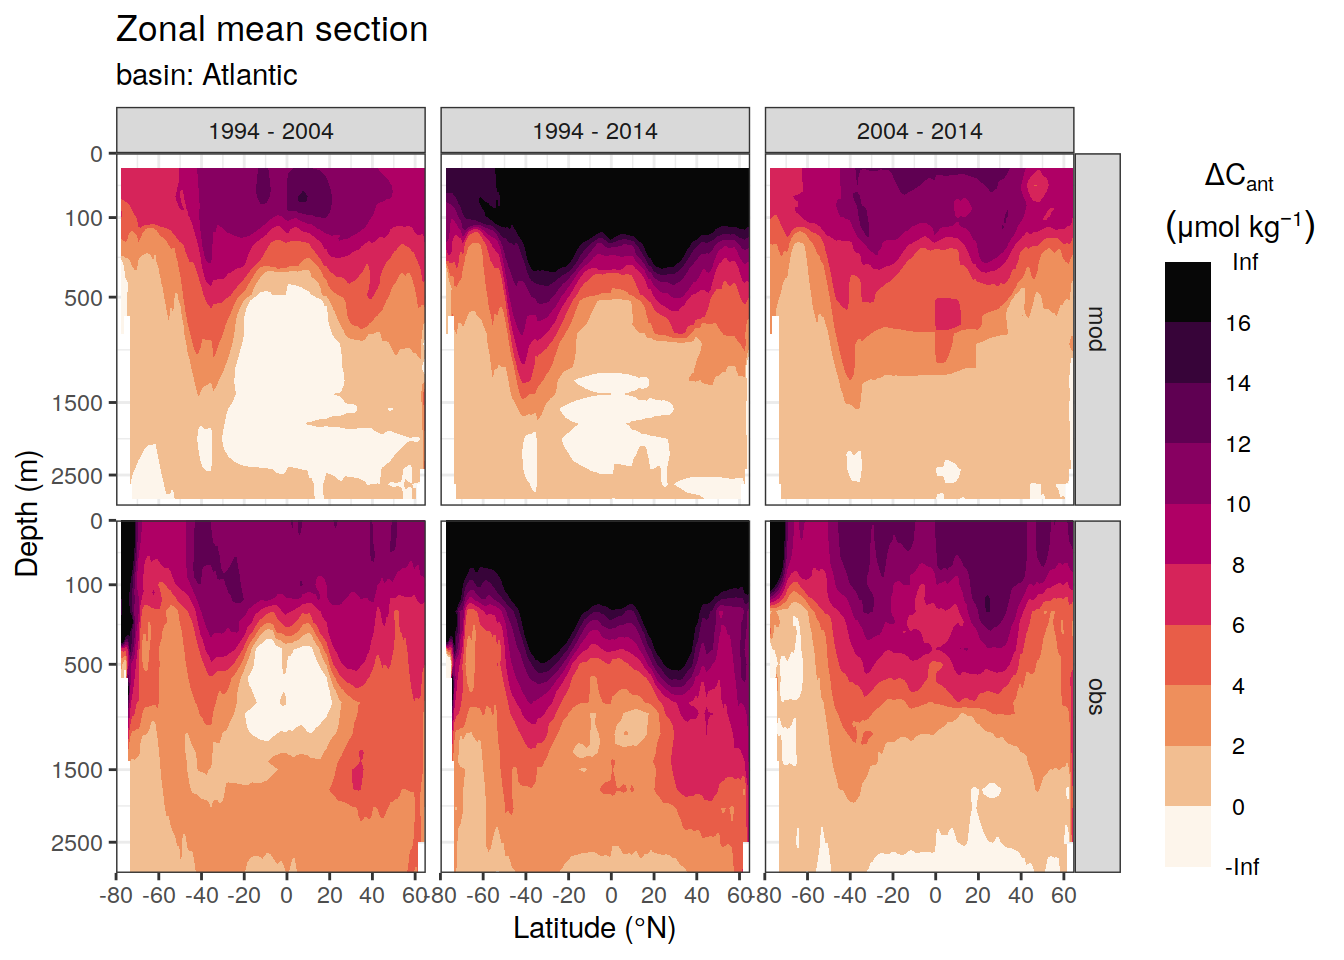 Zonal mean section
basin: Atlantic
1994 - 2004
1994 - 2014
2004 - 2014
0
100
500
1500
2500
mod
0
100
500
1500
2500
obs
-80 -60 -40 -20 0 20 40 60
-80 -60 -40 -20 0 20 40 60
-80 -60 -40 -20 0 20 40 60
Depth (m)
Latitude (°N)
ΔCant
(μmol kg⁻¹)
Inf
16
14
12
10
8
6
4
2
0
-Inf